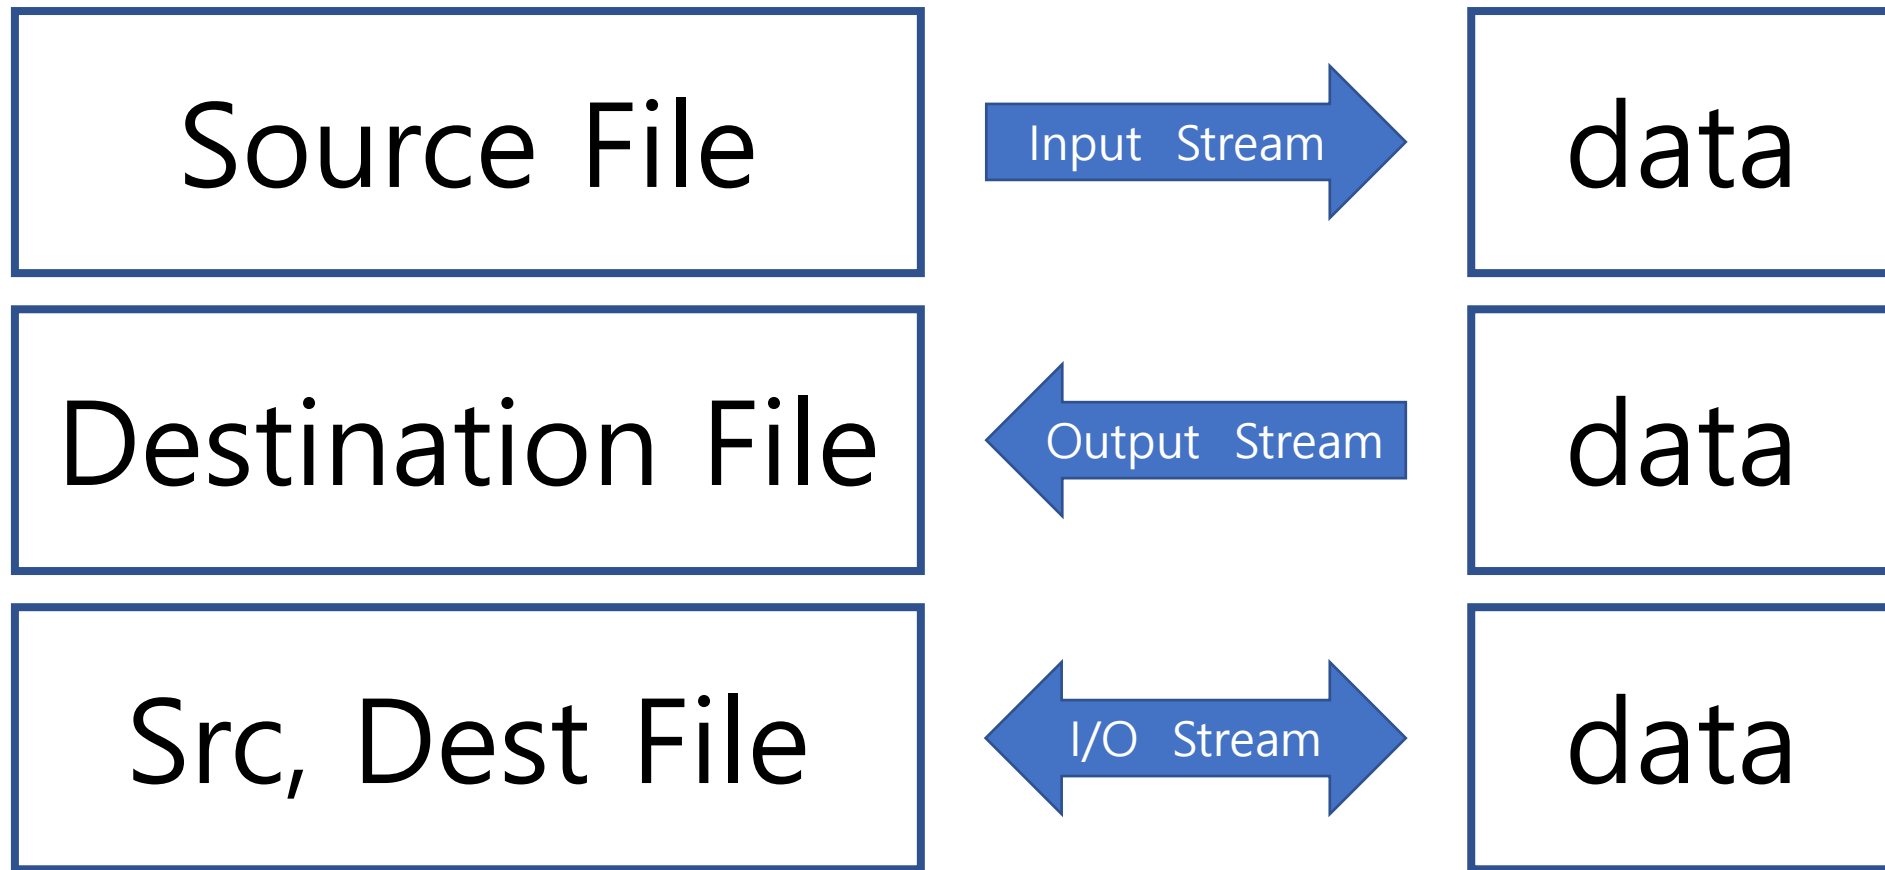 Source File
Input Stream
data
Destination File
Output Stream
data
Src, Dest File
I/O Stream
data